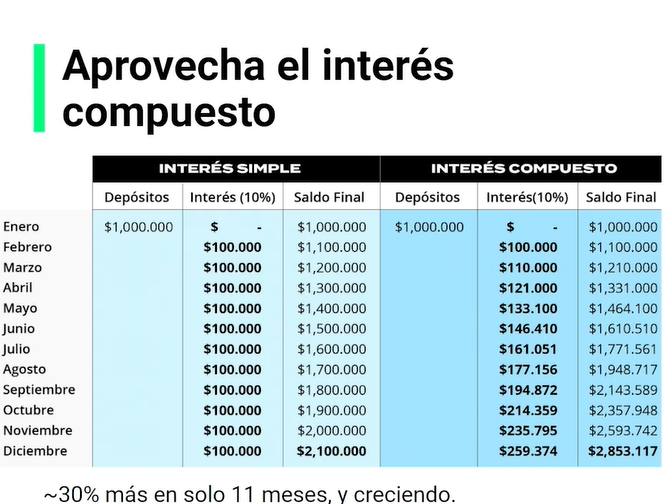 Aprovecha el interés
compuesto
INTERÉS SIMPLE INTERÉS COMPUESTO
Depósitos Interés (10%) Saldo Final Depósitos Interés(10%) Saldo Final
Enero $1,000.000 $ - $1,000.000 $1,000.000 $ - $1,000.000
Febrero $100.000 $1,100.000 $100.000 $1,100.000
Marzo $100.000 $1,200.000 $110.000 $1,210.000
Abril $100.000 $1,300.000 $121.000 $1,331.000
Mayo $100.000 $1,400.000 $133.100 $1,464.100
Junio $100.000 $1,500.000 $146.410 $1,610.510
Julio $100.000 $1,600.000 $161.051 $1,771.561
Agosto $100.000 $1,700.000 $177.156 $1,948.717
Septiembre $100.000 $1,800.000 $194.872 $2,143.589
Octubre $100.000 $1,900.000 $214.359 $2,357.948
Noviembre $100.000 $2,000.000 $235.795 $2,593.742
Diciembre $100.000 $2,100.000 $259.374 $2,853.117
~30% más en solo 11 meses, y creciendo.